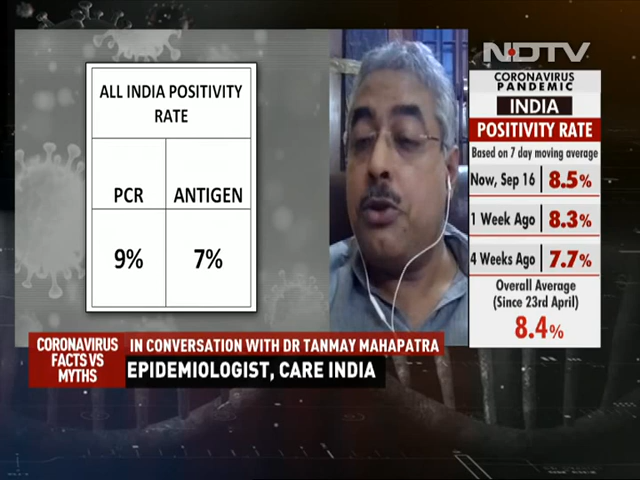 ALL INDIA POSITIVITY
RATE
PCR ANTIGEN
9% 7%
NDTV
CORONAVIRUS
PANDEMIC
INDIA
POSITIVITY RATE
Based on 7 day moving average
Now, Sep 16 8.5%
1 Week Ago 8.3%
4 Weeks Ago 7.7%
Overall Average
(Since 23rd April)
8.4%
CORONAVIRUS
FACTS VS
MYTHS
IN CONVERSATION WITH DR TANMAY MAHAPATRA
EPIDEMIOLOGIST, CARE INDIA